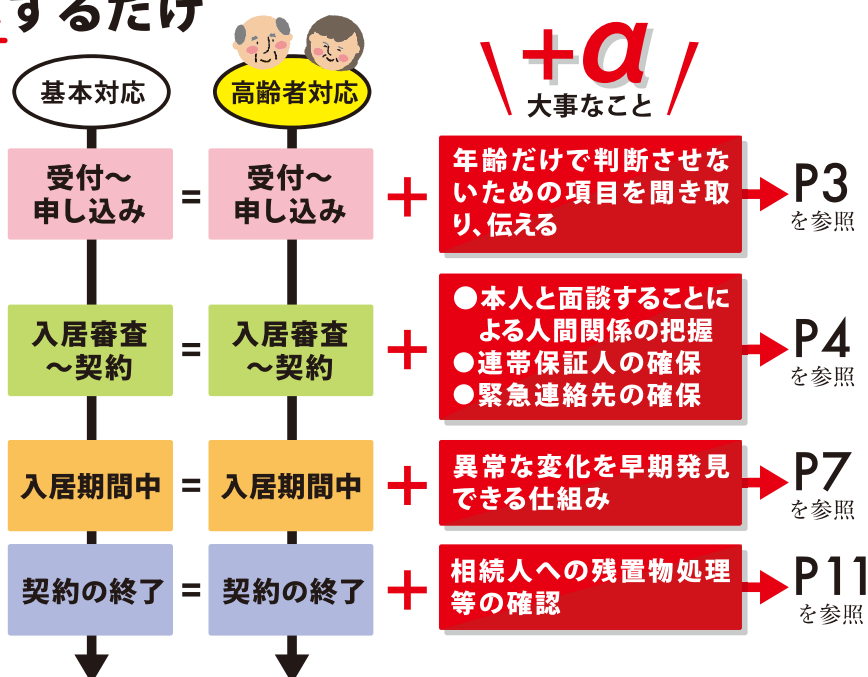 するだけ
基本対応
高齢者対応
+α
大事なこと
受付～
申し込み
=
受付～
申し込み
+
年齢だけで判断させな
いための項目を聞き取
り、伝える
P3
を参照
入居審査
～契約
=
入居審査
～契約
+
●本人と面談することに
よる人間関係の把握
●連帯保証人の確保
●緊急連絡先の確保
P4
を参照
入居期間中
=
入居期間中
+
異常な変化を早期発見
できる仕組み
P7
を参照
契約の終了
=
契約の終了
+
相続人への残置物処理
等の確認
P11
を参照